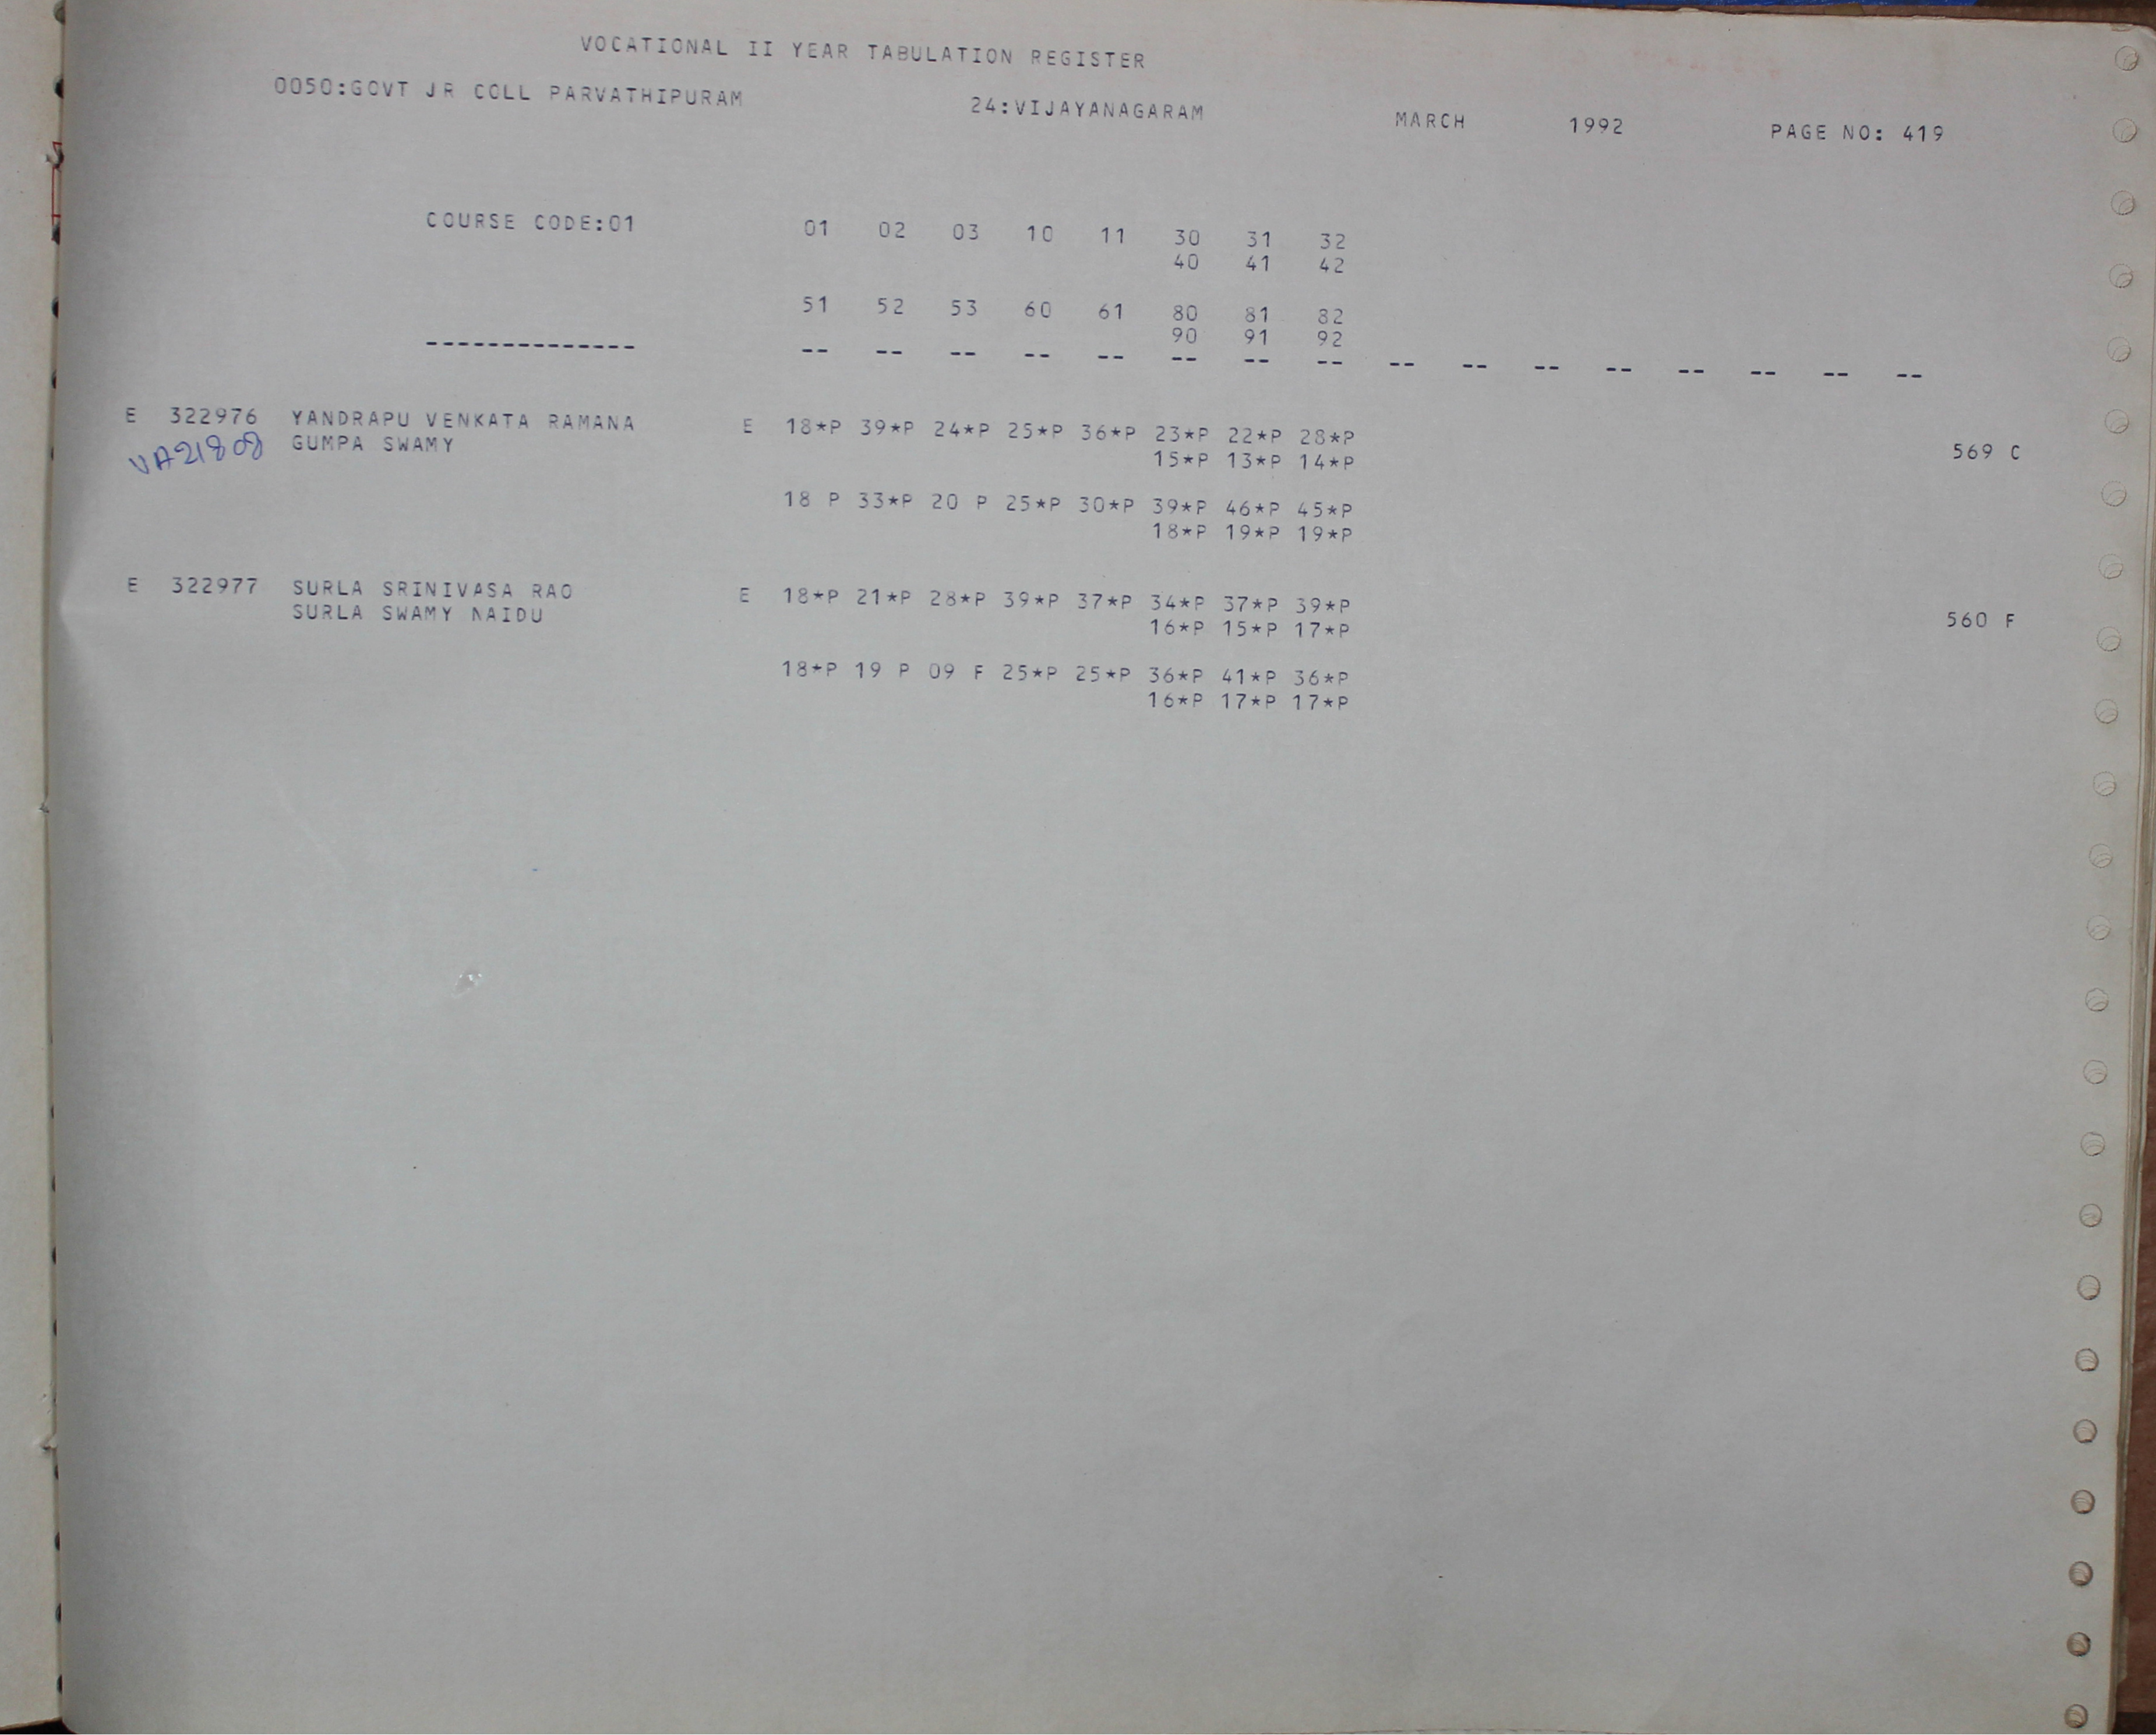 VOCATIONAL II YEAR TABULATION REGISTER
0050:GOVT JR COLL PARVATHIPURAM 24:VIJAYANAGARAM MARCH 1992 PAGE NO: 419
COURSE CODE:01 01 02 03 10 11 30 31 32
40 41 42
51 52 53 60 61 80 81 82
90 91 92
-------------- -- -- -- -- -- -- -- -- -- -- -- -- -- -- -- --
E 322976 YANDRAPU VENKATA RAMANA E 18*P 39*P 24*P 25*P 36*P 23*P 22*P 28*P
VA21808 GUMPA SWAMY 15*P 13*P 14*P 569 C
18 P 33*P 20 P 25*P 30*P 39*P 46*P 45*P
18*P 19*P 19*P
E 322977 SURLA SRINIVASA RAO E 18*P 21*P 28*P 39*P 37*P 34*P 37*P 39*P
SURLA SWAMY NAIDU 16*P 15*P 17*P 560 F
18*P 19 P 09 F 25*P 25*P 36*P 41*P 36*P
16*P 17*P 17*P